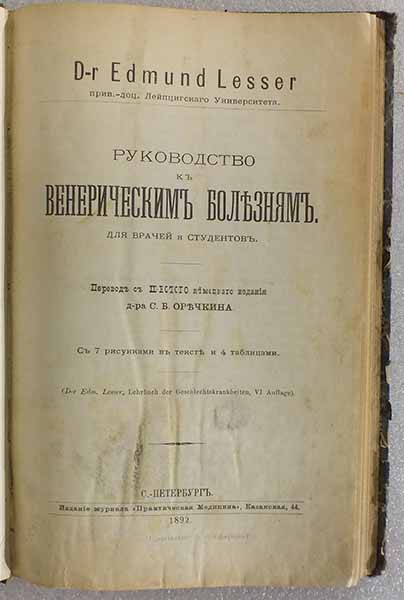 D-r Edmund Lesser
прив.-доц. Лейпцигскаго Университета.
РУКОВОДСТВО
КЪ
ВЕНЕРИЧЕСКИМЪ БОЛѢЗНЯМЪ.
ДЛЯ ВРАЧЕЙ и СТУДЕНТОВЪ.
Переводъ съ нѣмецкаго изданія
д-ра С. Б. ОРѢЧКИНА.
Съ 7 рисунками въ текстѣ и 4 таблицами.
(D-r Edm. Lesser, Lehrbuch der Geschlechtskrankheiten, VI Auflage).
С.-ПЕТЕРБУРГЪ.
Изданіе журнала «Практическая Медицина», Казанская, 44.
1892.